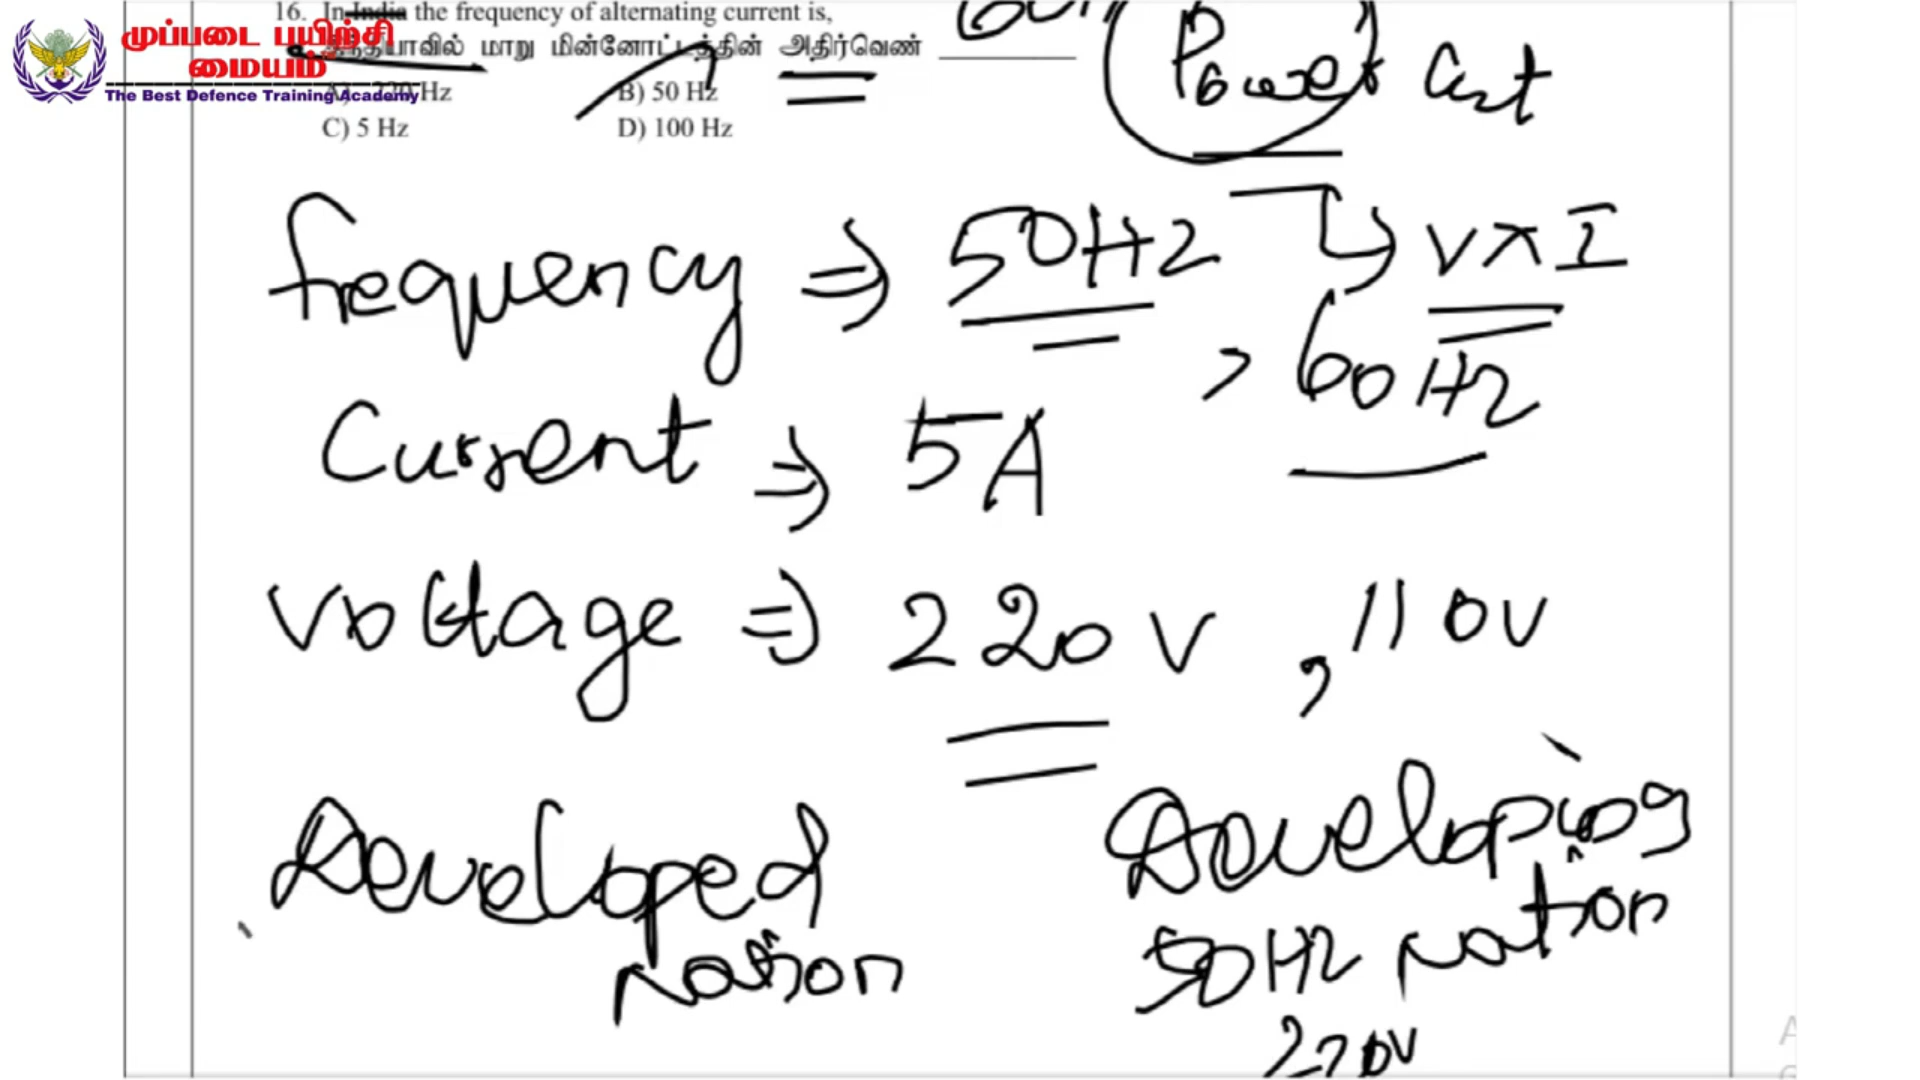 முப்படை பயிற்சி
மையம்
The Best Defence Training Academy
16. In India the frequency of alternating current is,
இந்தியாவில் மாறு மின்னோட்டத்தின் அதிர்வெண்
A) 220 Hz B) 50 Hz
C) 5 Hz D) 100 Hz
Power Cut
frequency ⇒ 50Hz ↳ V×I
, 60Hz
Current ⇒ 5A
Voltage ⇒ 220V , 110V
Developed
nation
Developing
nation
50Hz
220V